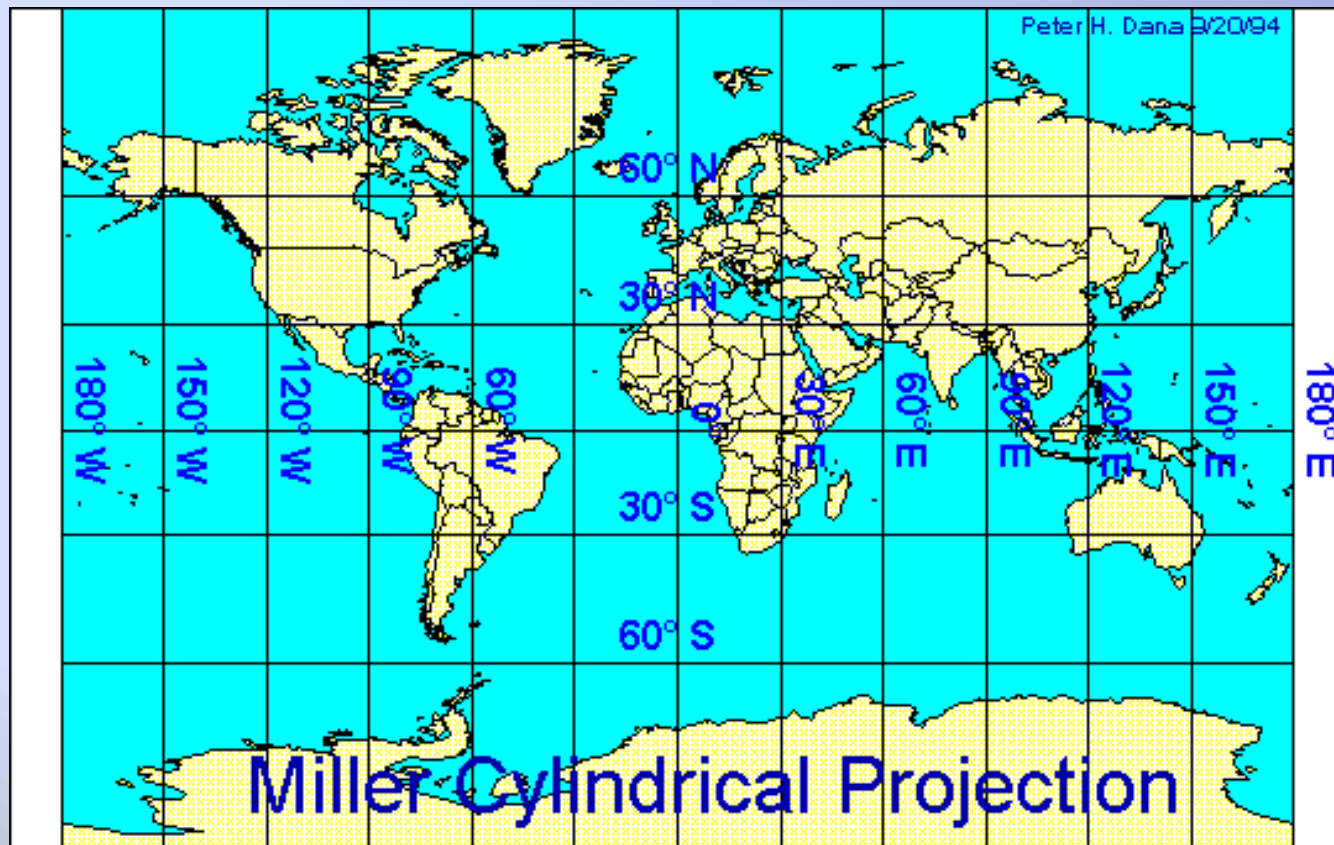 Peter H. Dana 9/20/94
60° N
30° N
180° W
150° W
120° W
90° W
60° W
0°
30° E
60° E
90° E
120° E
150° E
180° E
30° S
60° S
Miller Cylindrical Projection